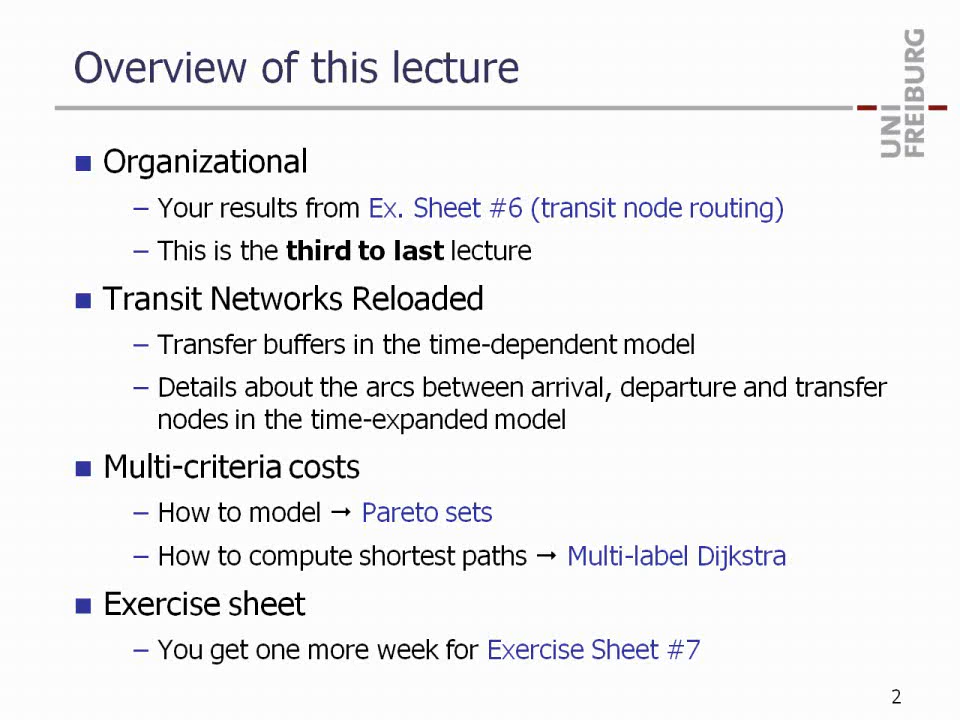 Overview of this lecture
UNI
FREIBURG
■ Organizational
– Your results from Ex. Sheet #6 (transit node routing)
– This is the third to last lecture
■ Transit Networks Reloaded
– Transfer buffers in the time-dependent model
– Details about the arcs between arrival, departure and transfer
nodes in the time-expanded model
■ Multi-criteria costs
– How to model → Pareto sets
– How to compute shortest paths → Multi-label Dijkstra
■ Exercise sheet
– You get one more week for Exercise Sheet #7
2